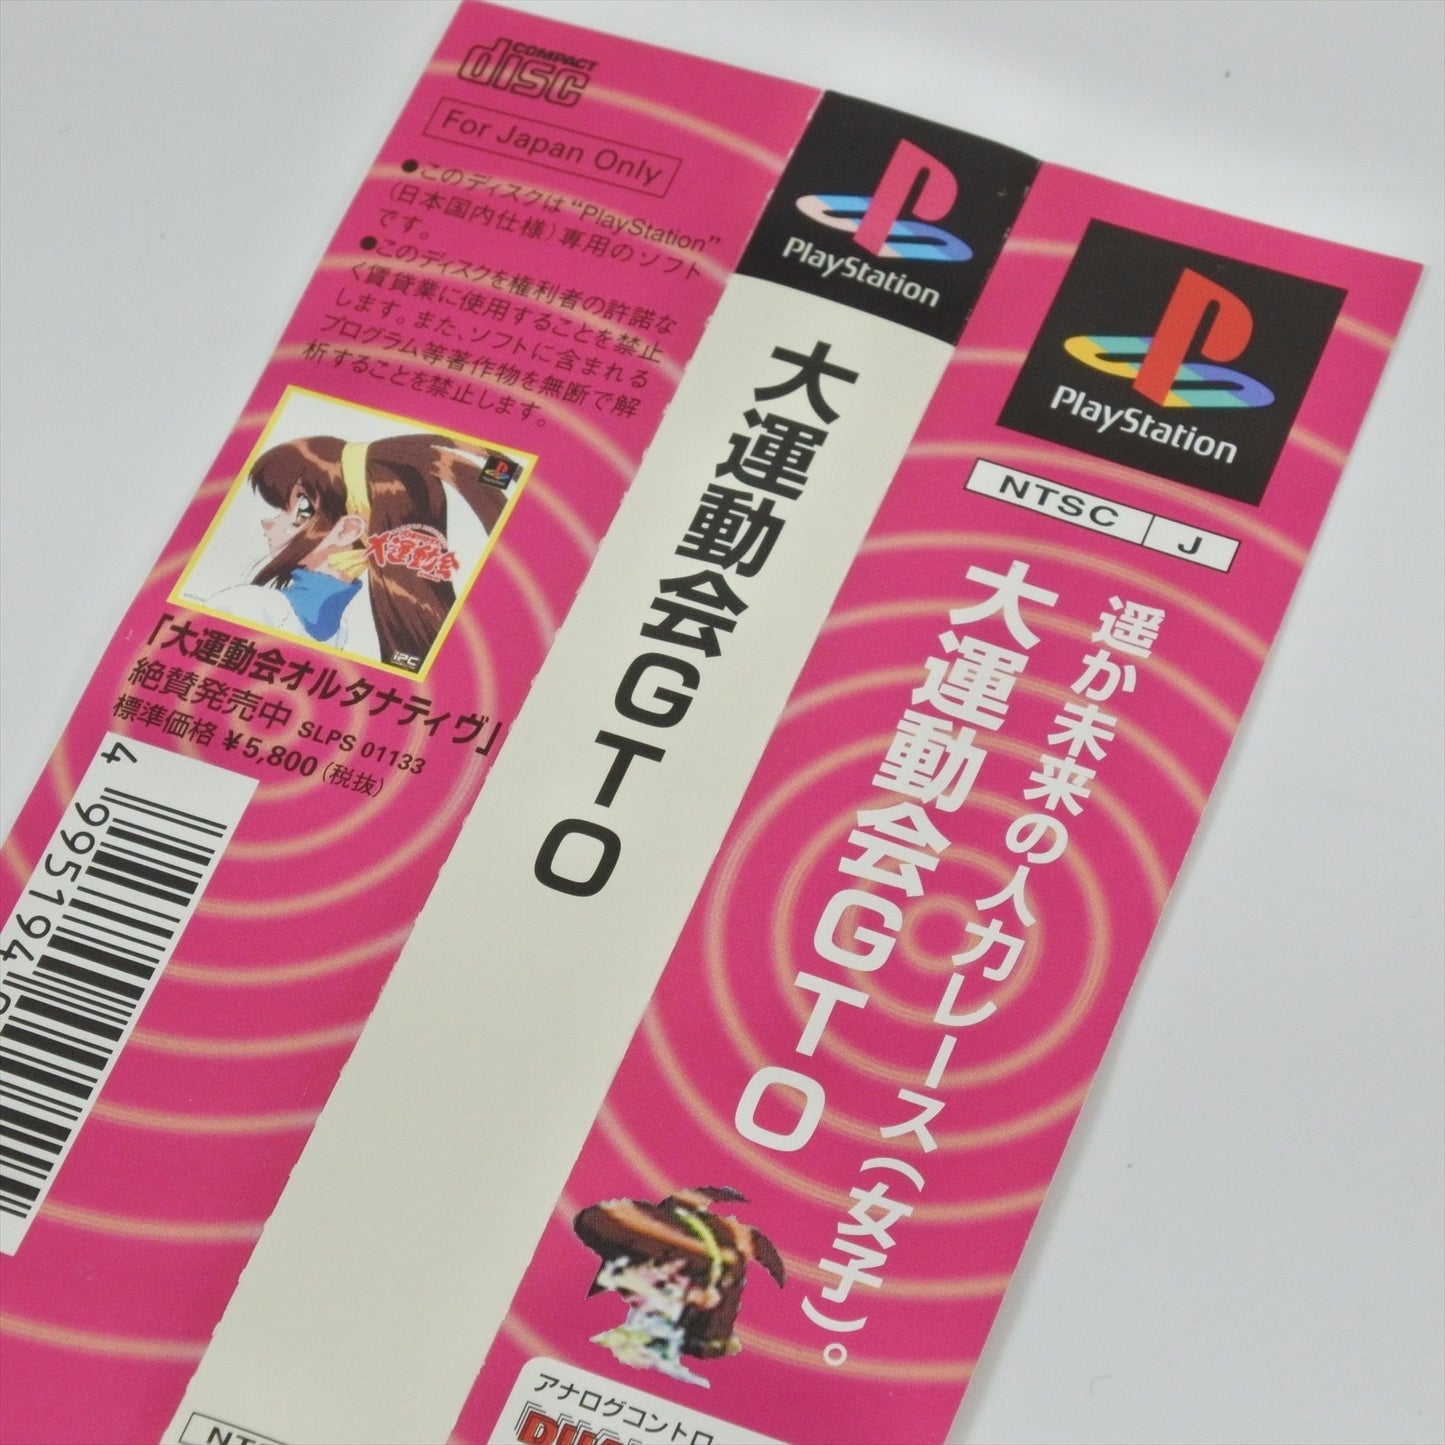 COMPACT
disc
For Japan Only
●このディスクは“PlayStation”
(日本国内仕様)専用のソフト
です。
●このディスクを権利者の許諾な
く賃貸業に使用することを禁止
します。また、ソフトに含まれる
プログラム等著作物を無断で解
析することを禁止します。
大運動会
iPC
「大運動会オルタナティヴ」
絶賛発売中 SLPS 01133
標準価格 ¥5,800(税抜)
4
995194
PlayStation
大運動会GTO
PlayStation
NTSC J
遥か未来の人力レース(女子)。
大運動会GTO
アナログコントロ